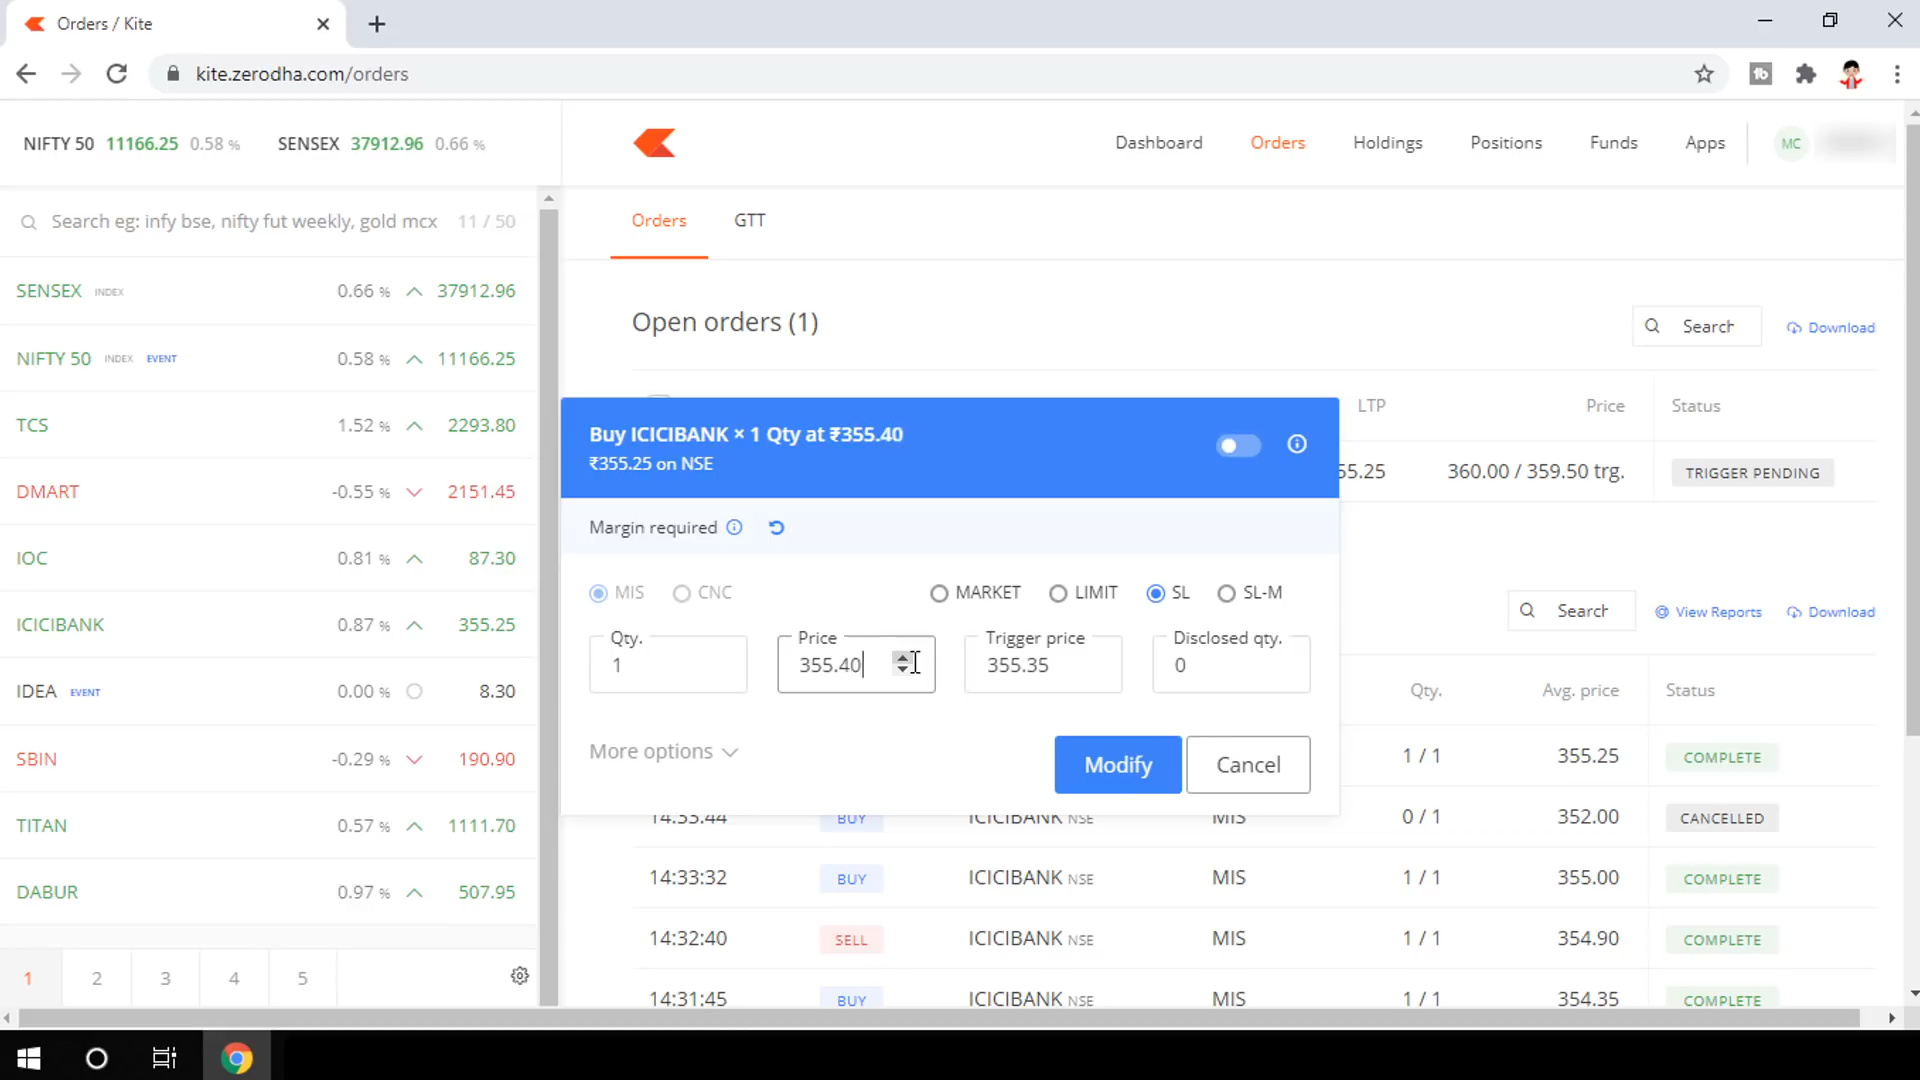 Orders / Kite
kite.zerodha.com/orders
NIFTY 50 11166.25 0.58 % SENSEX 37912.96 0.66 %
Dashboard Orders Holdings Positions Funds Apps MC
Search eg: infy bse, nifty fut weekly, gold mcx 11 / 50
SENSEX INDEX 0.66 % 37912.96
NIFTY 50 INDEX EVENT 0.58 % 11166.25
TCS 1.52 % 2293.80
DMART -0.55 % 2151.45
IOC 0.81 % 87.30
ICICIBANK 0.87 % 355.25
IDEA EVENT 0.00 % 8.30
SBIN -0.29 % 190.90
TITAN 0.57 % 1111.70
DABUR 0.97 % 507.95
1 2 3 4 5
Orders GTT
Open orders (1)
Search Download
LTP Price Status
55.25 360.00 / 359.50 trg. TRIGGER PENDING
Buy ICICIBANK × 1 Qty at ₹355.40
₹355.25 on NSE
Margin required
MIS CNC MARKET LIMIT SL SL-M
Qty. Price Trigger price Disclosed qty.
1 355.40 355.35 0
More options Modify Cancel
Search View Reports Download
Qty. Avg. price Status
1 / 1 355.25 COMPLETE
14:33:44 BUY ICICIBANK NSE MIS 0 / 1 352.00 CANCELLED
14:33:32 BUY ICICIBANK NSE MIS 1 / 1 355.00 COMPLETE
14:32:40 SELL ICICIBANK NSE MIS 1 / 1 354.90 COMPLETE
14:31:45 BUY ICICIBANK NSE MIS 1 / 1 354.35 COMPLETE